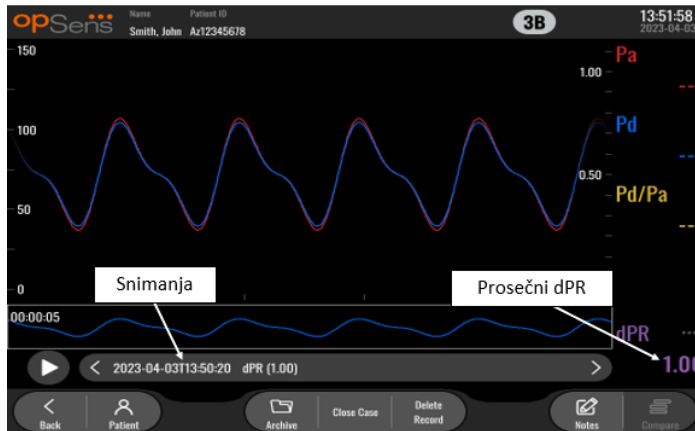 opSens
Name Patient ID
Smith, John Az12345678
3B
13:51:58
2023-04-03
150
100
50
0
1.00
0.50
Pa
--
Pd
--
Pd/Pa
--
Snimanja
Prosečni dPR
00:00:05
dPR
--
1.00
2023-04-03T13:50:20 dPR (1.00)
Back
Patient
Archive
Close Case
Delete
Record
Notes
Compare